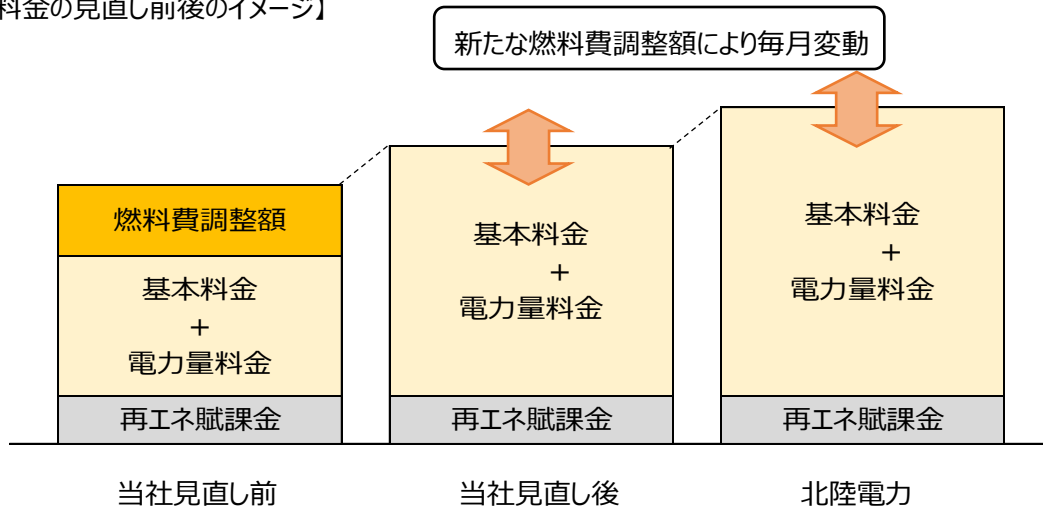 料金の見直し前後のイメージ】
新たな燃料費調整額により毎月変動
燃料費調整額
基本料金
+
電力量料金
再エネ賦課金
基本料金
+
電力量料金
再エネ賦課金
基本料金
+
電力量料金
再エネ賦課金
当社見直し前
当社見直し後
北陸電力